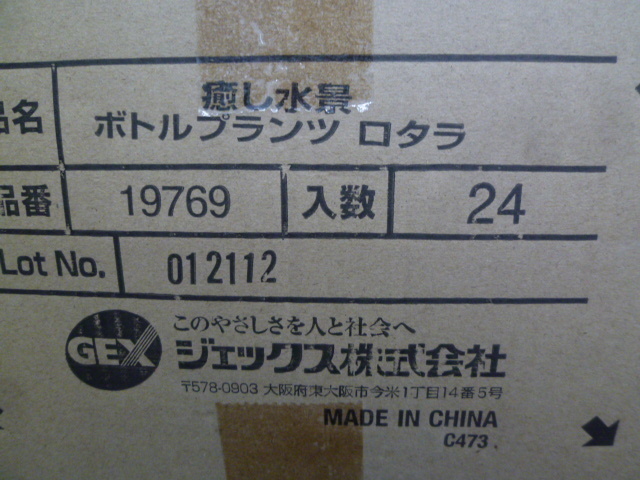 癒し水景
品名 ボトルプランツ ロタラ
品番 19769 入数 24
Lot No. 012112
このやさしさを人と社会へ
GEX ジェックス株式会社
〒578-0903 大阪府東大阪市今米1丁目14番5号
MADE IN CHINA
C473